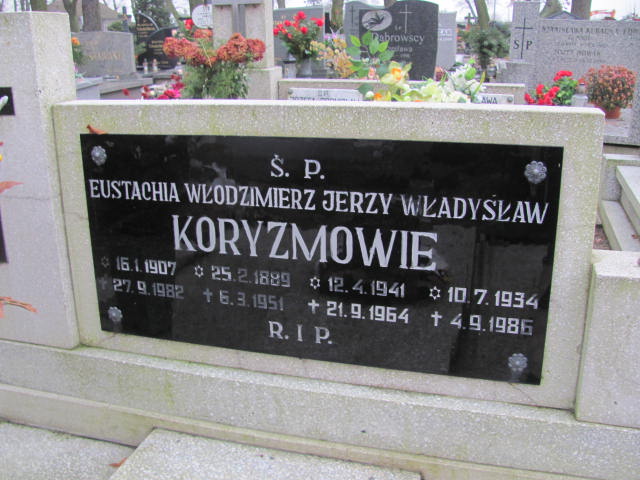 Ś. P.
EUSTACHIA WŁODZIMIERZ JERZY WŁADYSŁAW
KORYZMOWIE
✡ 16.1.1907 ✡ 25.2.1889 ✡ 12.4.1941 ✡ 10.7.1934
✝ 27.9.1982 ✝ 6.3.1951 ✝ 21.9.1964 ✝ 4.9.1986
R. I P.
Dąbrowscy
Ś P